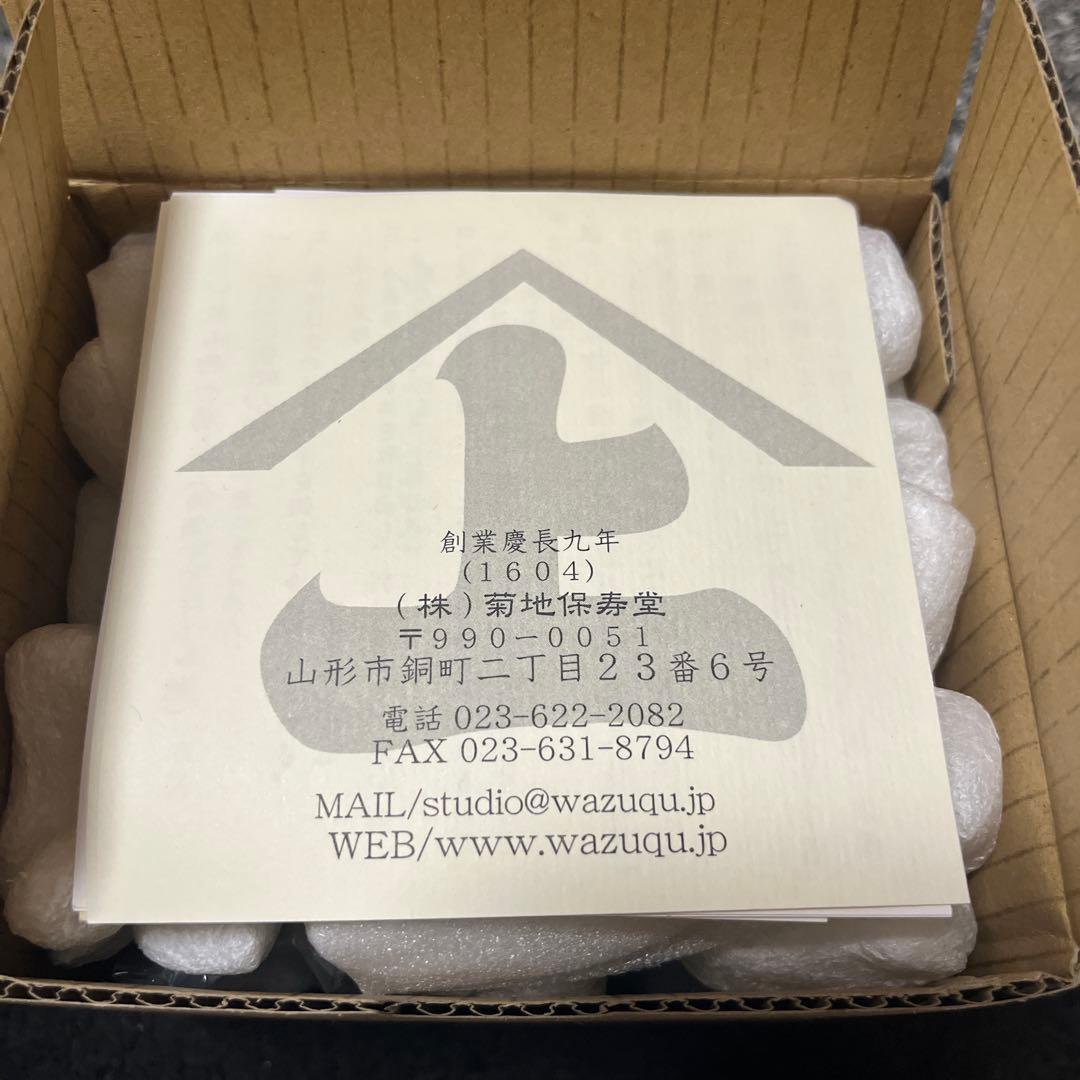 上
創業慶長九年
(1604)
(株)菊地保寿堂
〒990-0051
山形市銅町二丁目23番6号
電話 023-622-2082
FAX 023-631-8794
MAIL/studio@wazuqu.jp
WEB/www.wazuqu.jp